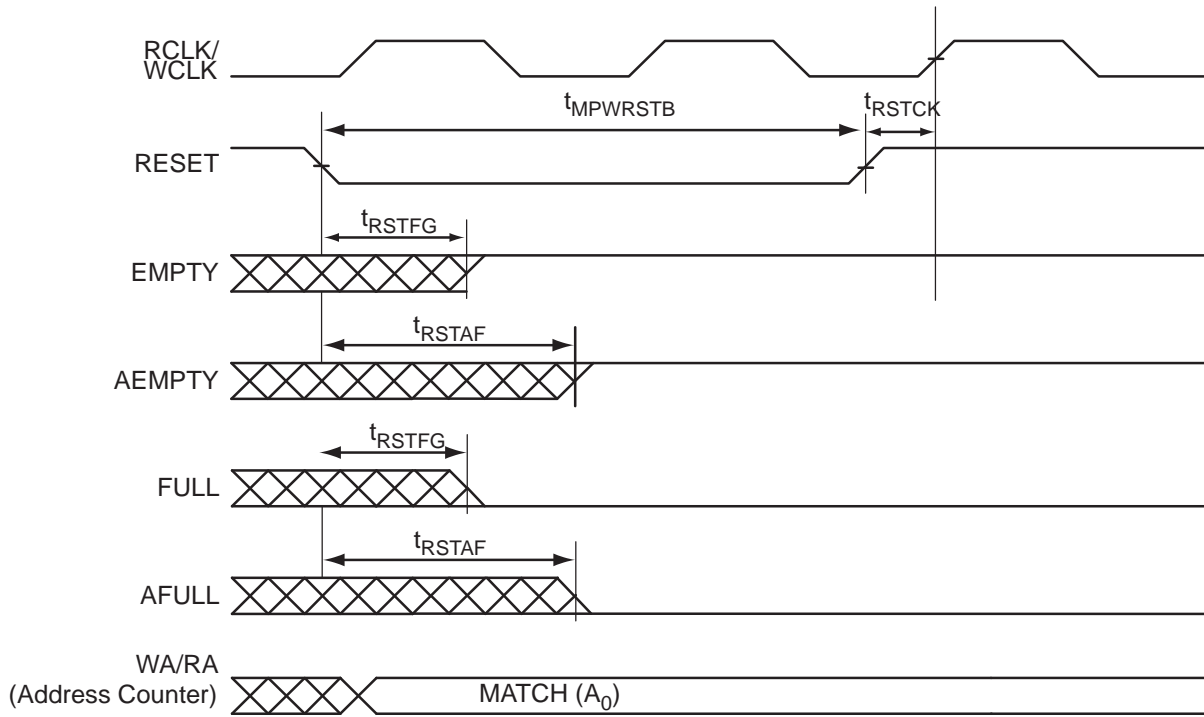 RCLK/
WCLK
tMPWRSTB
tRSTCK
RESET
tRSTFG
EMPTY
tRSTAF
AEMPTY
tRSTFG
FULL
tRSTAF
AFULL
WA/RA
(Address Counter)
MATCH (A0)